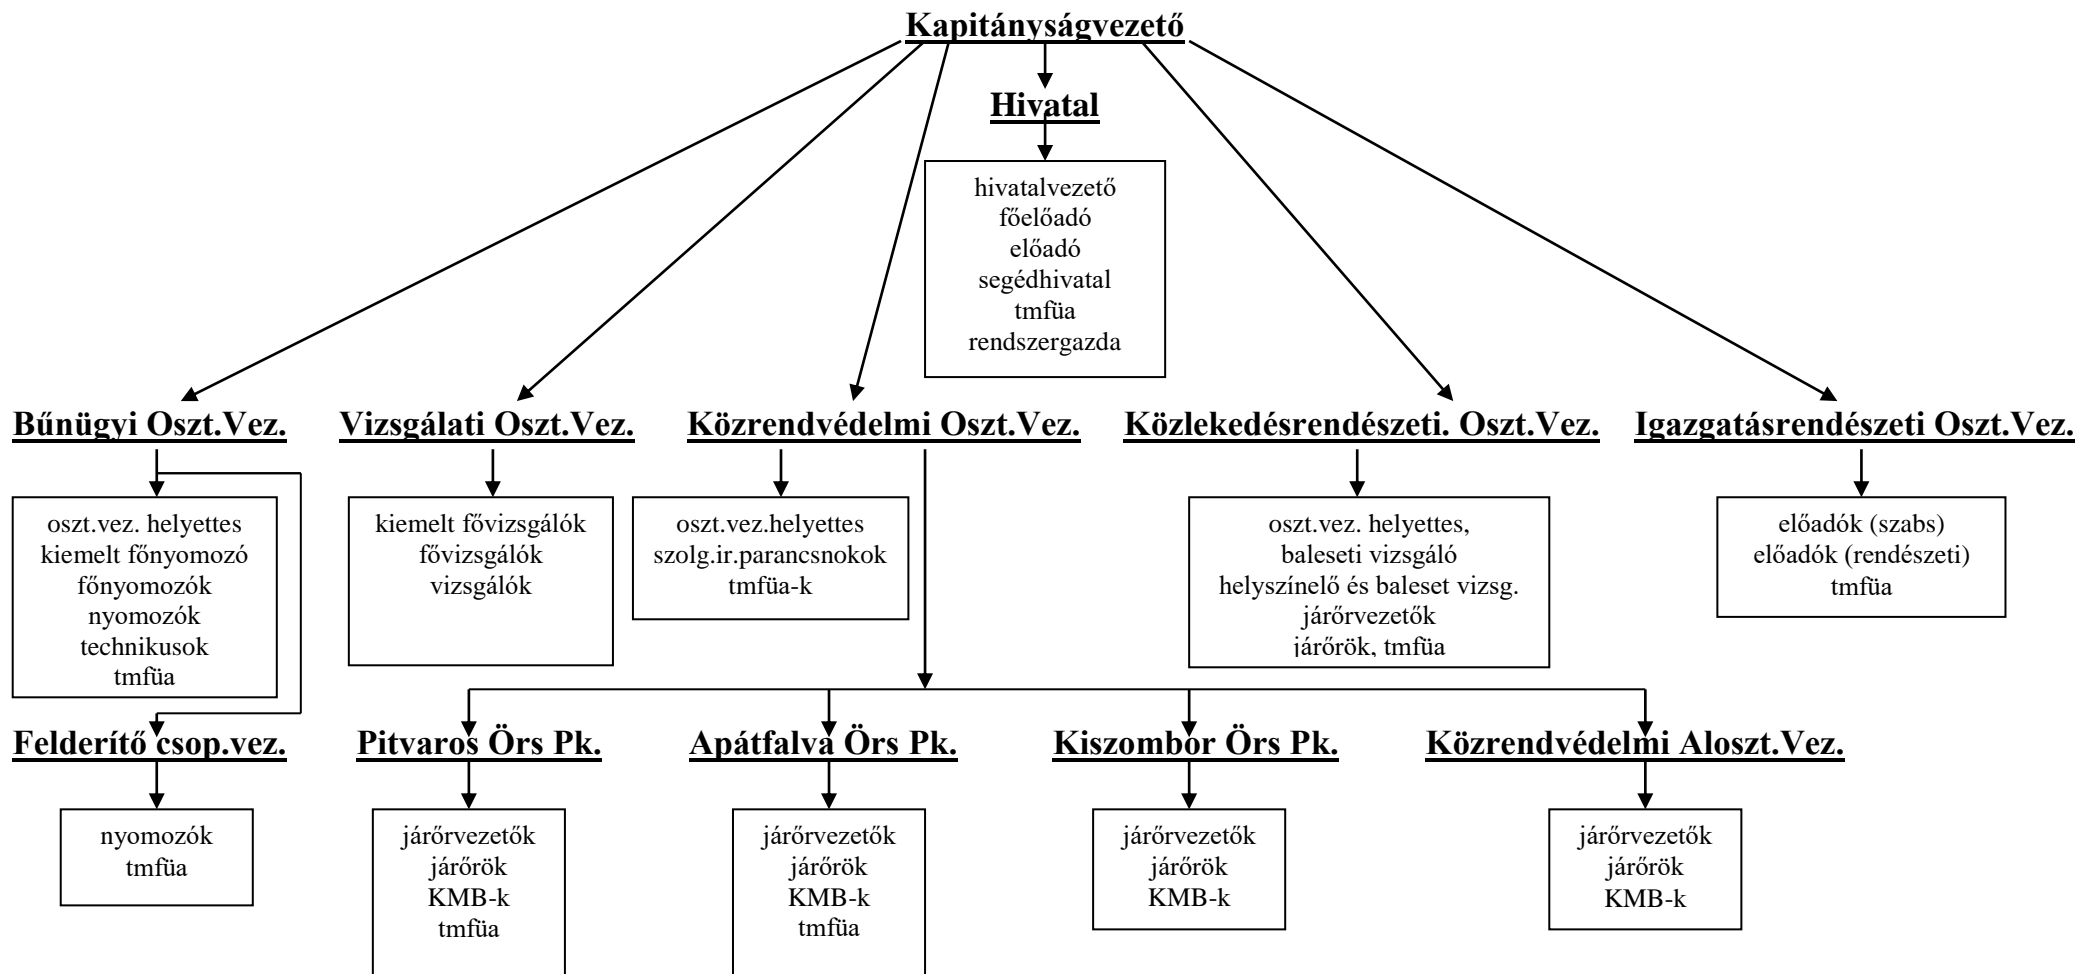 Kapitányságvezető
Hivatal
hivatalvezető
főelőadó
előadó
segédhivatal
tmfüa
rendszergazda
Bűnügyi Oszt.Vez.
Vizsgálati Oszt.Vez.
Közrendvédelmi Oszt.Vez.
Közlekedésrendészeti. Oszt.Vez.
Igazgatásrendészeti Oszt.Vez.
oszt.vez. helyettes
kiemelt főnyomozó
főnyomozók
nyomozók
technikusok
tmfüa
kiemelt fővizsgálók
fővizsgálók
vizsgálók
oszt.vez.helyettes
szolg.ir.parancsnokok
tmfüa-k
oszt.vez. helyettes,
baleseti vizsgáló
helyszínelő és baleset vizsg.
járőrvezetők
járőrök, tmfüa
előadók (szabs)
előadók (rendészeti)
tmfüa
Felderítő csop.vez.
Pitvaros Örs Pk.
Apátfalva Örs Pk.
Kiszombor Örs Pk.
Közrendvédelmi Aloszt.Vez.
nyomozók
tmfüa
járőrvezetők
járőrök
KMB-k
tmfüa
járőrvezetők
járőrök
KMB-k
tmfüa
járőrvezetők
járőrök
KMB-k
járőrvezetők
járőrök
KMB-k